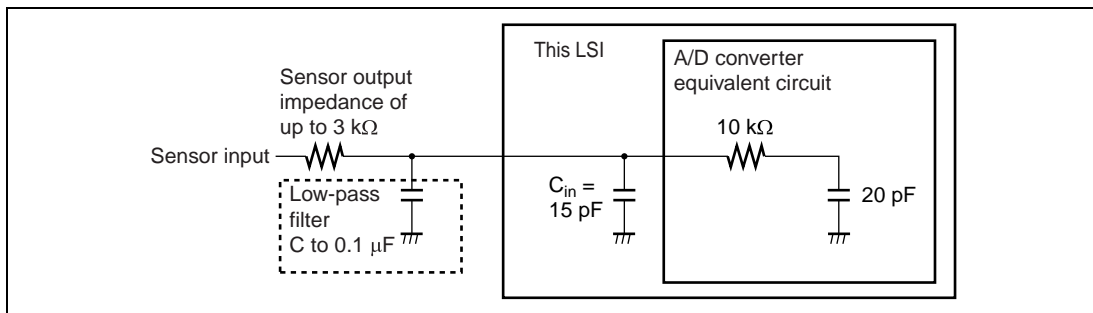 This LSI
A/D converter
equivalent circuit
Sensor output
impedance of
up to 3 kΩ
10 kΩ
Sensor input
Low-pass
filter
C to 0.1 μF
Cin =
15 pF
20 pF